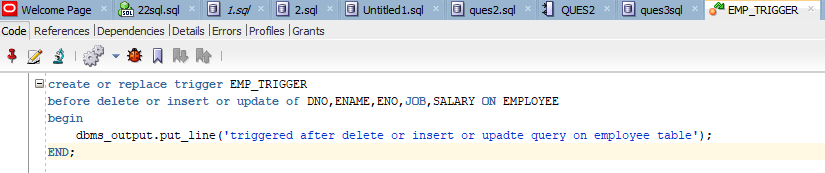 Welcome Page 22sql.sql 1.sql 2.sql Untitled1.sql ques2.sql QUES2 ques3sql EMP_TRIGGER
Code References Dependencies Details Errors Profiles Grants
create or replace trigger EMP_TRIGGER
before delete or insert or update of DNO,ENAME,ENO,JOB,SALARY ON EMPLOYEE
begin
dbms_output.put_line('triggered after delete or insert or upadte query on employee table');
END;